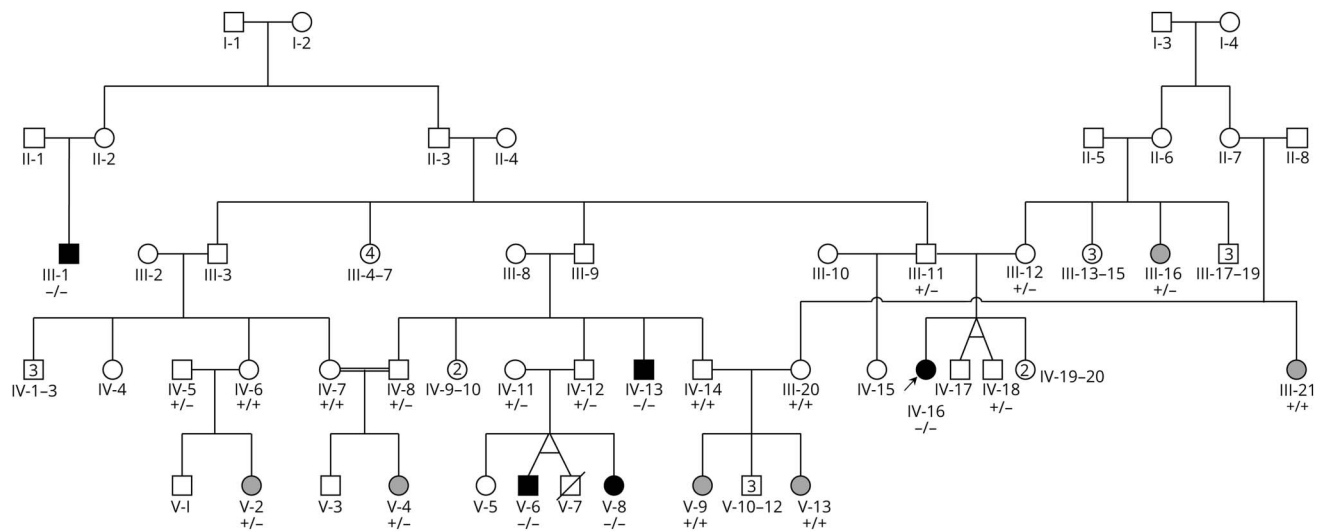 I-1 I-2 I-3 I-4
II-1 II-2 II-3 II-4 II-5 II-6 II-7 II-8
4 3 3
III-1 III-2 III-3 III-4–7 III-8 III-9 III-10 III-11 III-12 III-13–15 III-16 III-17–19
–/– +/– +/– +/–
3 2 2 IV-19–20
IV-1–3 IV-4 IV-5 IV-6 IV-7 IV-8 IV-9–10 IV-11 IV-12 IV-13 IV-14 III-20 IV-15 IV-17 IV-18 III-21
+/– +/+ +/+ +/– +/– +/– –/– +/+ +/+ +/– +/+
IV-16
–/–
3
V-I V-2 V-3 V-4 V-5 V-6 V-7 V-8 V-9 V-10–12 V-13
+/– +/– –/– –/– +/+ +/+